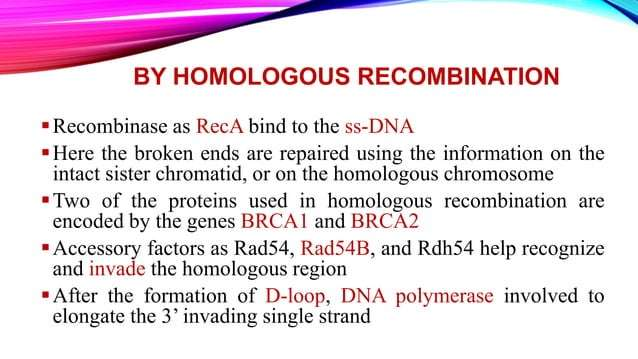 BY HOMOLOGOUS RECOMBINATION
▪Recombinase as RecA bind to the ss-DNA
▪Here the broken ends are repaired using the information on the
intact sister chromatid, or on the homologous chromosome
▪Two of the proteins used in homologous recombination are
encoded by the genes BRCA1 and BRCA2
▪Accessory factors as Rad54, Rad54B, and Rdh54 help recognize
and invade the homologous region
▪After the formation of D-loop, DNA polymerase involved to
elongate the 3’ invading single strand